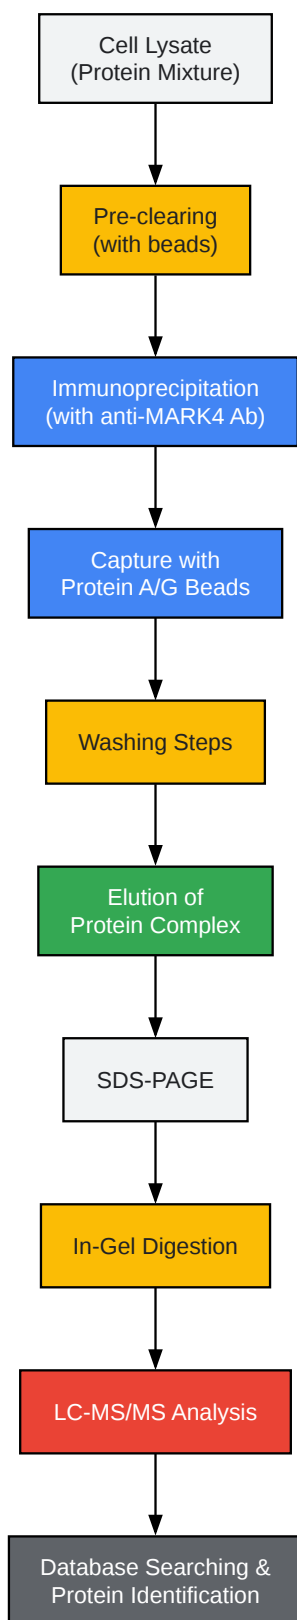 Cell Lysate
(Protein Mixture)
Pre-clearing
(with beads)
Immunoprecipitation
(with anti-MARK4 Ab)
Capture with
Protein A/G Beads
Washing Steps
Elution of
Protein Complex
SDS-PAGE
In-Gel Digestion
LC-MS/MS Analysis
Database Searching &
Protein Identification